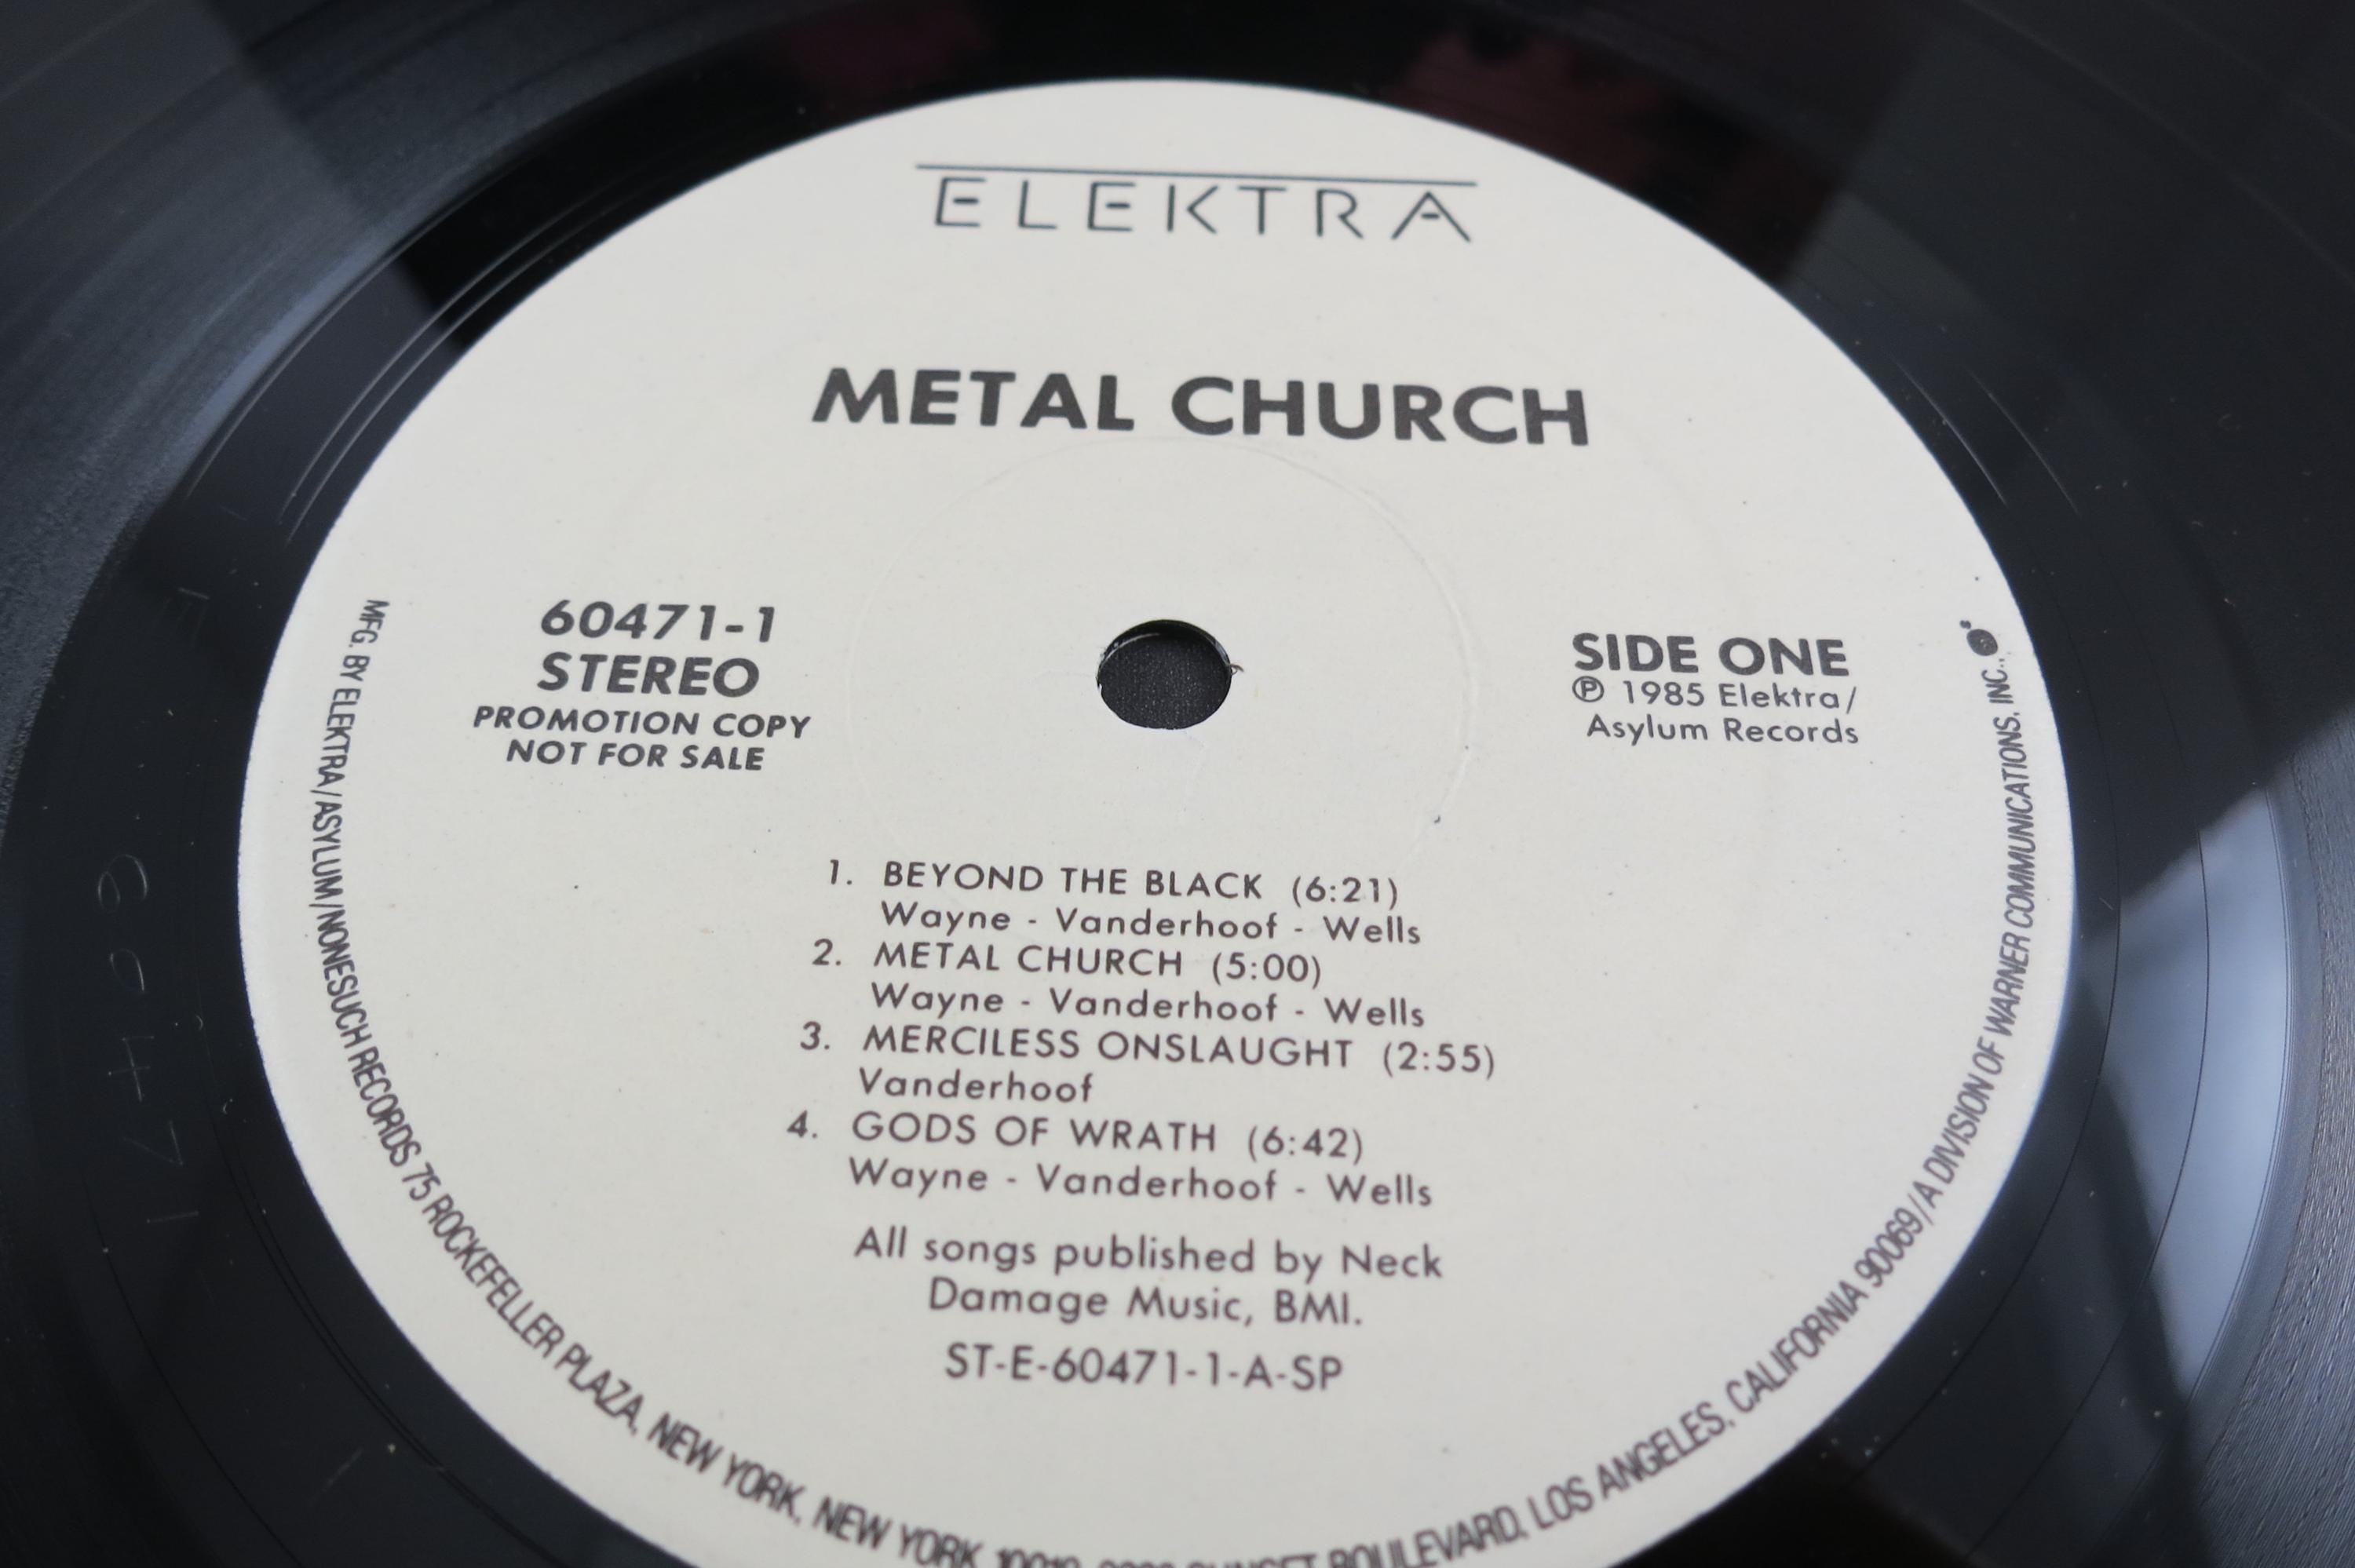 ELEKTRA
METAL CHURCH
60471-1
STEREO
PROMOTION COPY
NOT FOR SALE
SIDE ONE
℗ 1985 Elektra/
Asylum Records
1. BEYOND THE BLACK (6:21)
Wayne - Vanderhoof - Wells
2. METAL CHURCH (5:00)
Wayne - Vanderhoof - Wells
3. MERCILESS ONSLAUGHT (2:55)
Vanderhoof
4. GODS OF WRATH (6:42)
Wayne - Vanderhoof - Wells
All songs published by Neck
Damage Music, BMI.
ST-E-60471-1-A-SP
MFG. BY ELEKTRA/ASYLUM/NONESUCH RECORDS 75 ROCKEFELLER PLAZA, NEW YORK, NEW YORK BOULEVARD, LOS ANGELES, CALIFORNIA 90069/A DIVISION OF WARNER COMMUNICATIONS, INC.